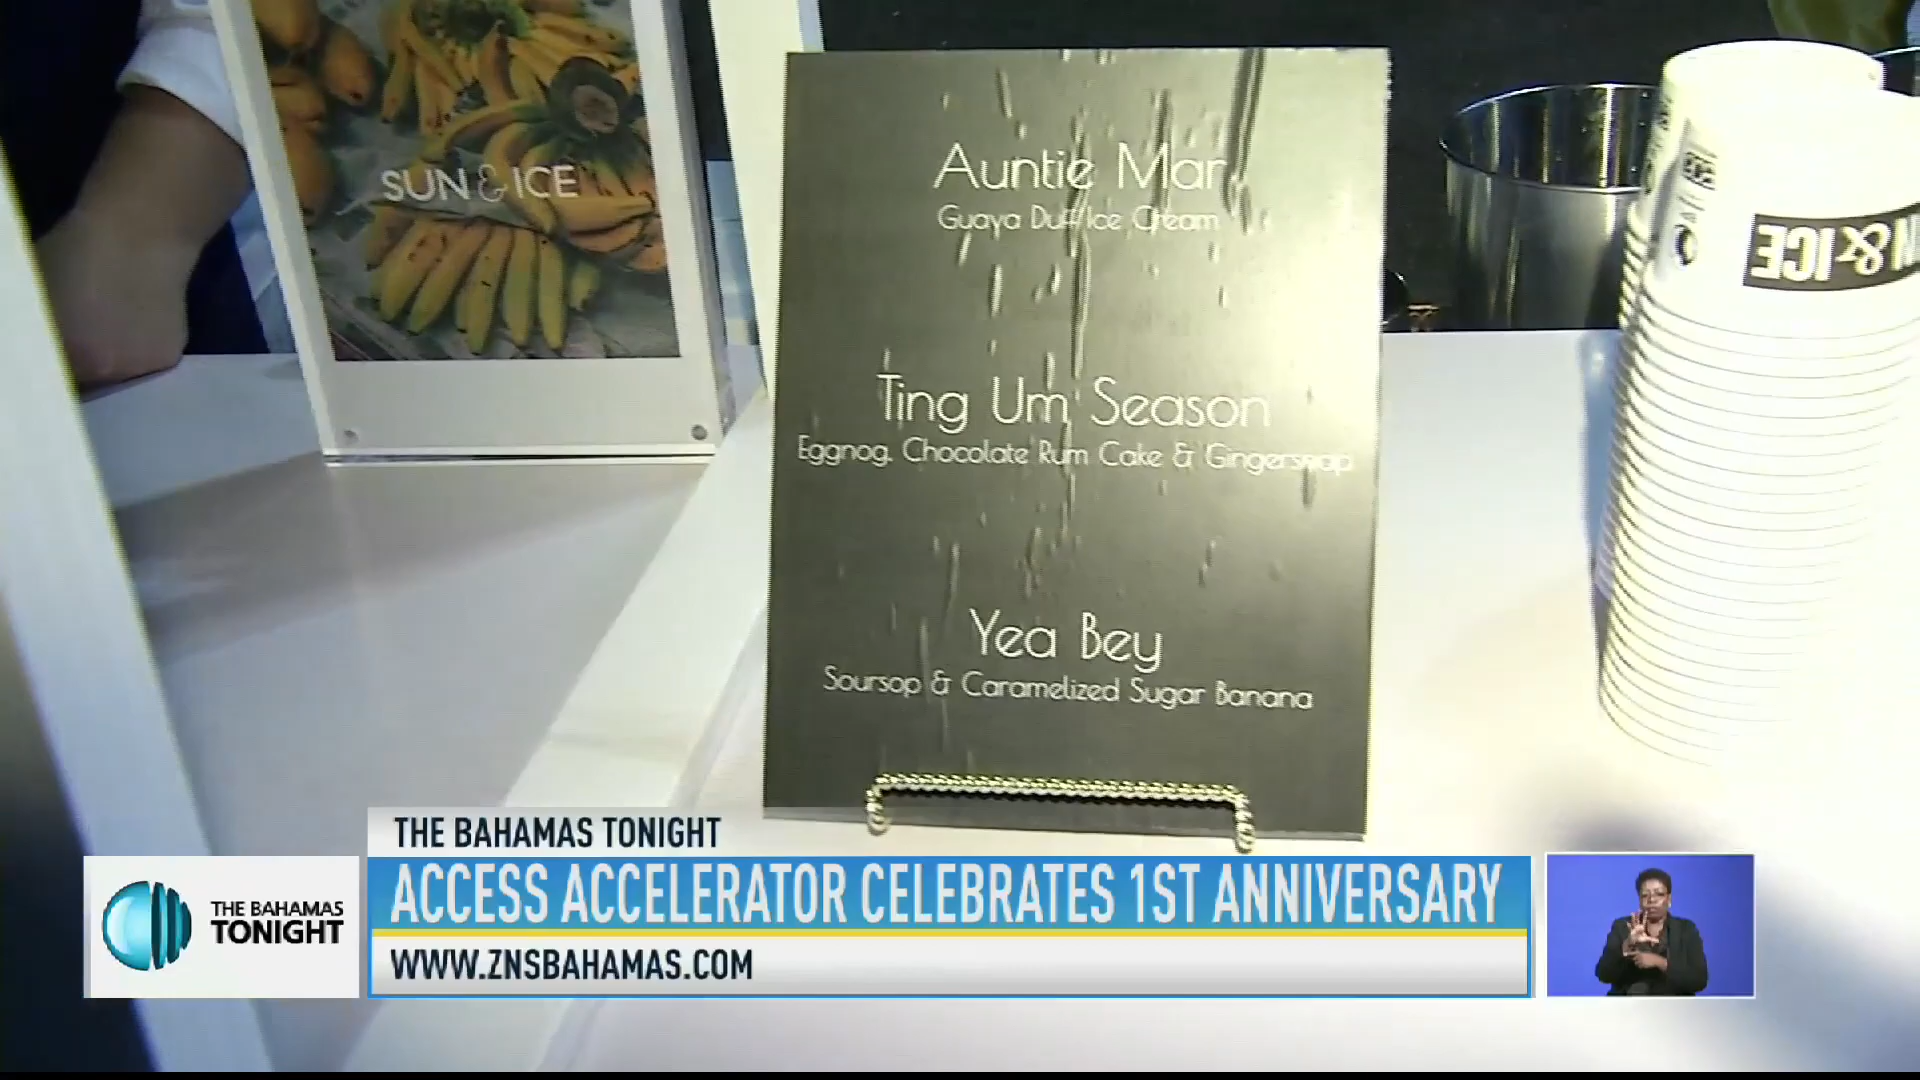 SUN & ICE
Auntie Mar
Guava Duff Ice Cream
Ting Um Season
Eggnog, Chocolate Rum Cake & Gingersnap
Yea Bey
Soursop & Caramelized Sugar Banana
& ICE
THE BAHAMAS TONIGHT
ACCESS ACCELERATOR CELEBRATES 1ST ANNIVERSARY
WWW.ZNSBAHAMAS.COM
THE BAHAMAS
TONIGHT